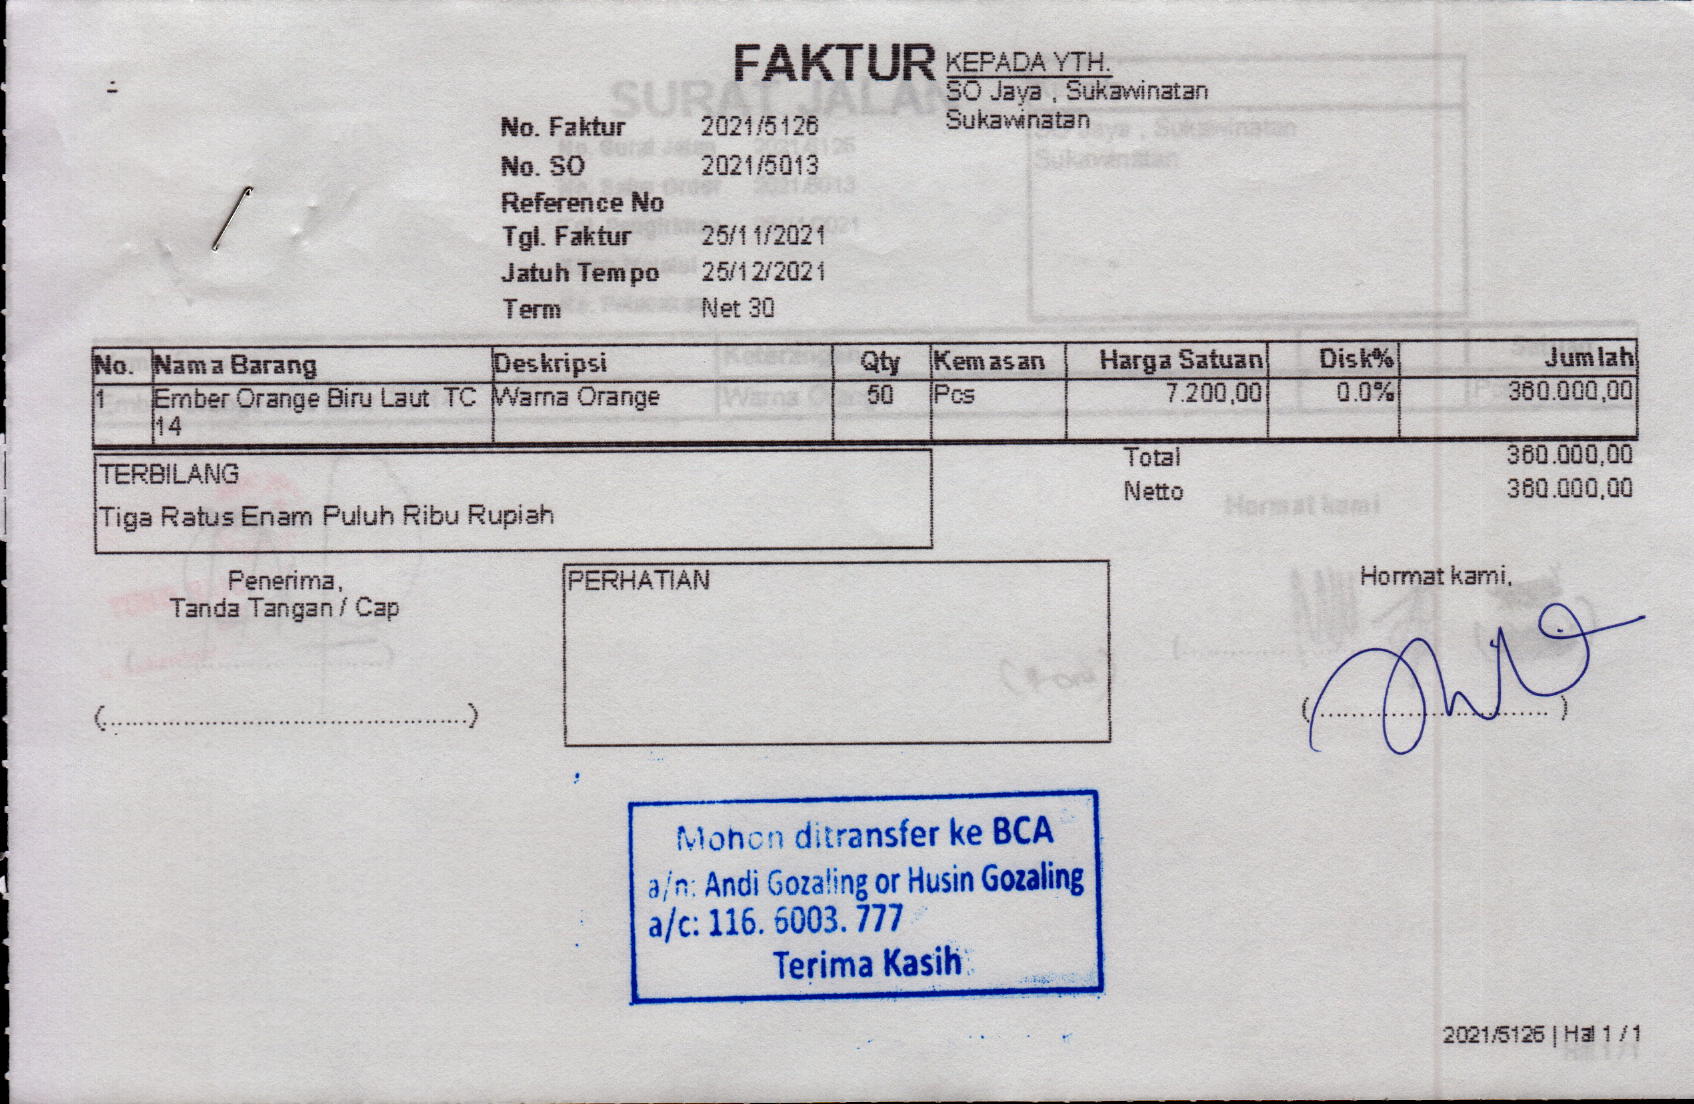 FAKTUR
KEPADA YTH.
SO Jaya , Sukawinatan
Sukawinatan
No. Faktur 2021/5126
No. SO 2021/5013
Reference No
Tgl. Faktur 25/11/2021
Jatuh Tempo 25/12/2021
Term Net 30
No. Nama Barang Deskripsi Qty Kemasan Harga Satuan Disk% Jumlah
1 Ember Orange Biru Laut TC Warna Orange 50 Pcs 7.200,00 0.0% 360.000,00
14
Total 360.000,00
Netto 360.000,00
TERBILANG
Tiga Ratus Enam Puluh Ribu Rupiah
Penerima,
Tanda Tangan / Cap
(..............................................)
PERHATIAN
Hormat kami,
(..............................)
Mohon ditransfer ke BCA
a/n: Andi Gozaling or Husin Gozaling
a/c: 116. 6003. 777
Terima Kasih
2021/5126 | Hal 1 / 1